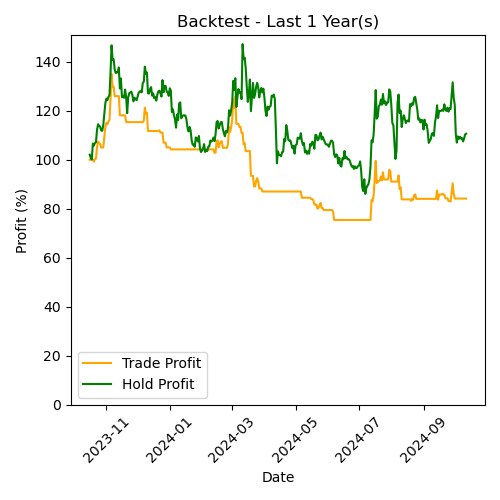 Backtest - Last 1 Year(s)
Profit (%)
140
120
100
80
60
40
20
0
Trade Profit
Hold Profit
2023-11
2024-01
2024-03
2024-05
2024-07
2024-09
Date